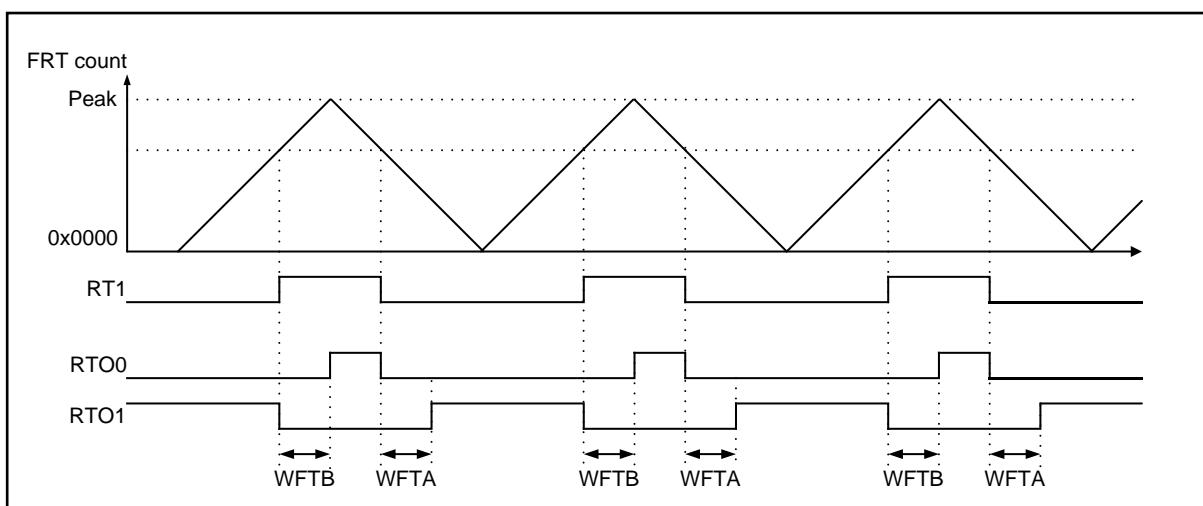 FRT count
Peak
0x0000
RT1
RTO0
RTO1
WFTB WFTA WFTB WFTA WFTB WFTA